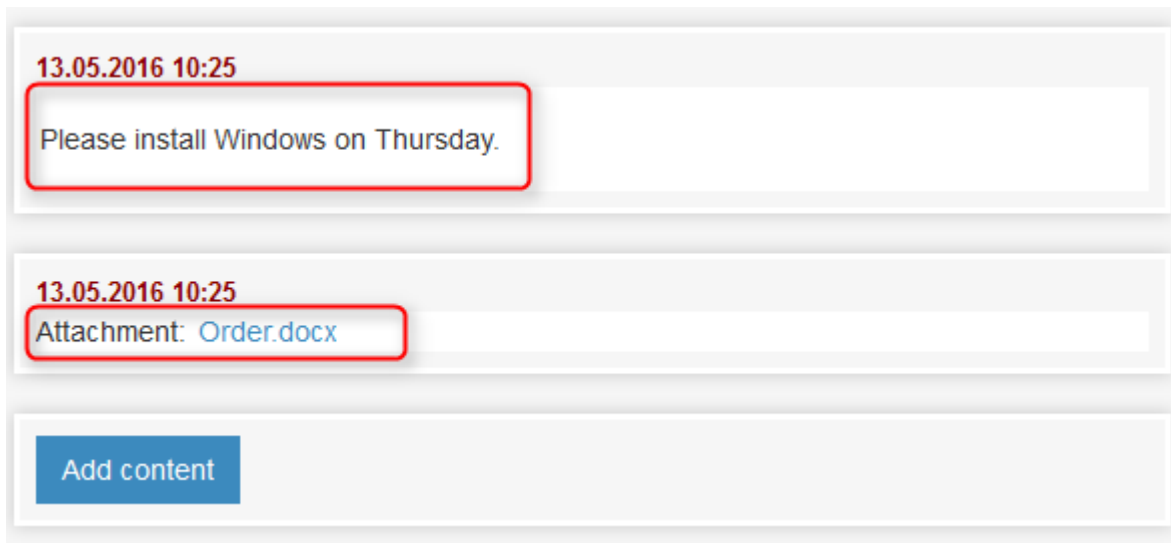 13.05.2016 10:25
Please install Windows on Thursday.
13.05.2016 10:25
Attachment: Order.docx
Add content